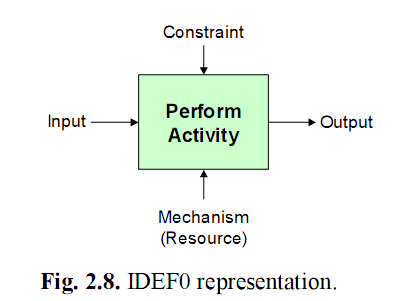 Constraint
Input
Perform
Activity
Output
Mechanism
(Resource)
Fig. 2.8. IDEF0 representation.